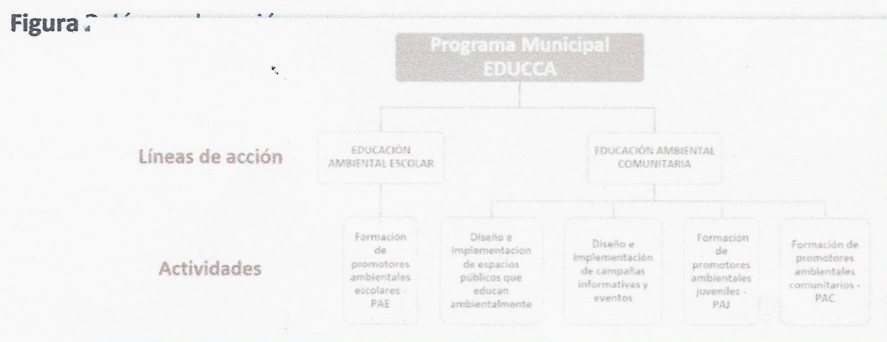 Figura
Programa Municipal
EDUCCA
Líneas de acción
EDUCACIÓN
AMBIENTAL ESCOLAR
EDUCACIÓN AMBIENTAL
COMUNITARIA
Actividades
Formación
de
promotores
ambientales
escolares -
PAE
Diseño e
implementación
de espacios
públicos que
educan
ambientalmente
Diseño e
implementación
de campañas
informativas y
eventos
Formación
de
promotores
ambientales
juveniles -
PAJ
Formación de
promotores
ambientales
comunitarios -
PAC